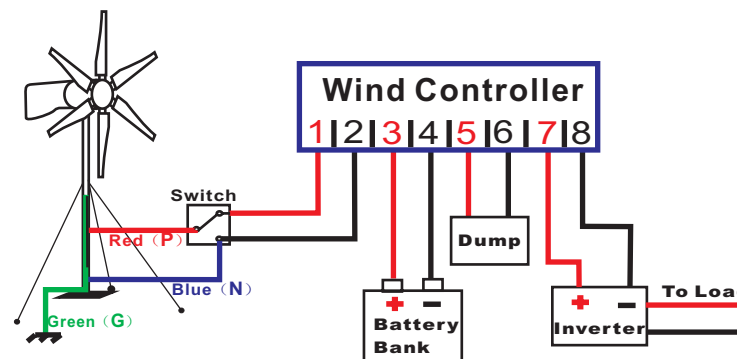 Wind Controller
1 2 3 4 5 6 7 8
Switch
Red（P）
Blue（N）
Green（G）
Dump
+ −
Battery
Bank
+ −
Inverter
To Loa